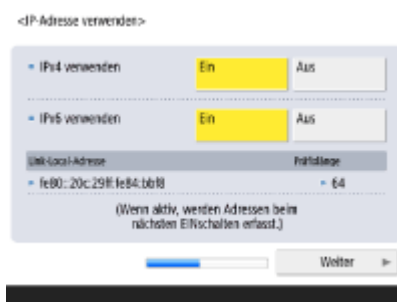 <IP-Adresse verwenden>
IPv4 verwenden Ein Aus
IPv6 verwenden Ein Aus
Link-Local-Adresse Präfixlänge
fe80::20c:29ff:fe84:bbf8 64
(Wenn aktiv, werden Adressen beim
nächsten EINschalten erfasst.)
Weiter